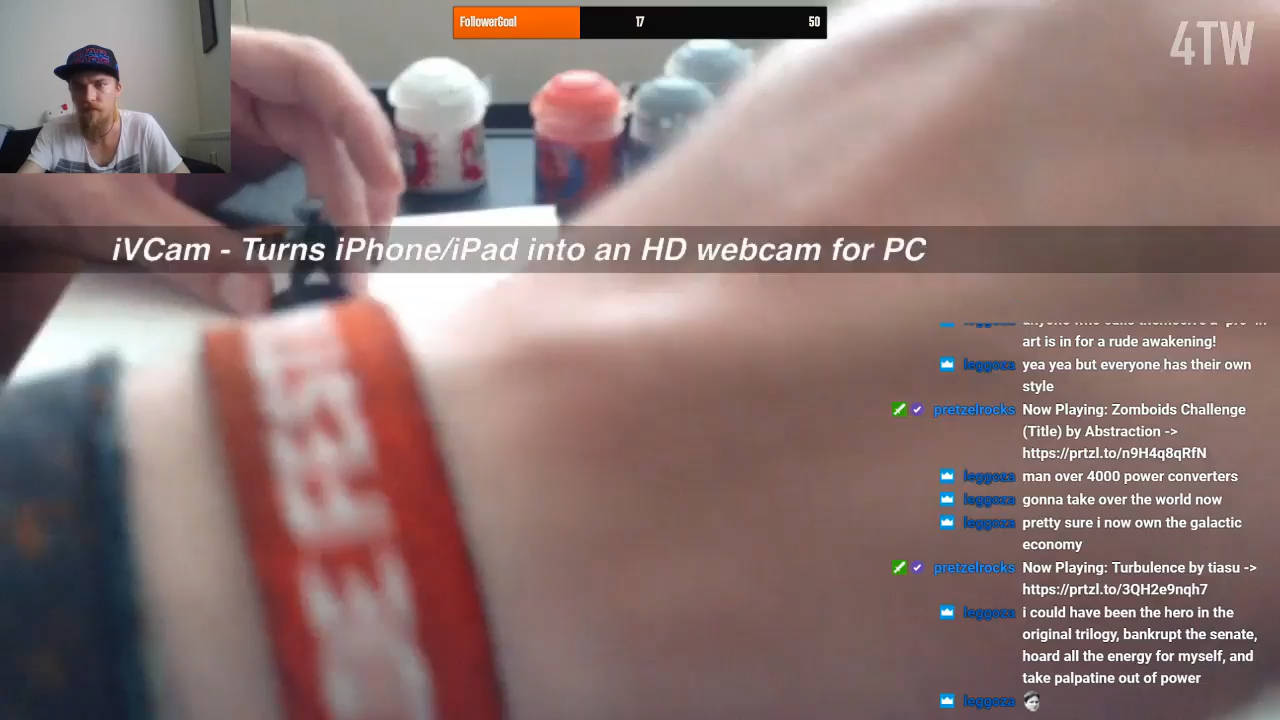 FollowerGoal 17 50
4TW
iVCam - Turns iPhone/iPad into an HD webcam for PC
art is in for a rude awakening!
leggoza yea yea but everyone has their own
style
pretzelrocks Now Playing: Zomboids Challenge
(Title) by Abstraction ->
https://prtzl.to/n9H4q8qRfN
leggoza man over 4000 power converters
leggoza gonna take over the world now
leggoza pretty sure i now own the galactic
economy
pretzelrocks Now Playing: Turbulence by tiasu ->
https://prtzl.to/3QH2e9nqh7
leggoza i could have been the hero in the
original trilogy, bankrupt the senate,
hoard all the energy for myself, and
take palpatine out of power
leggoza